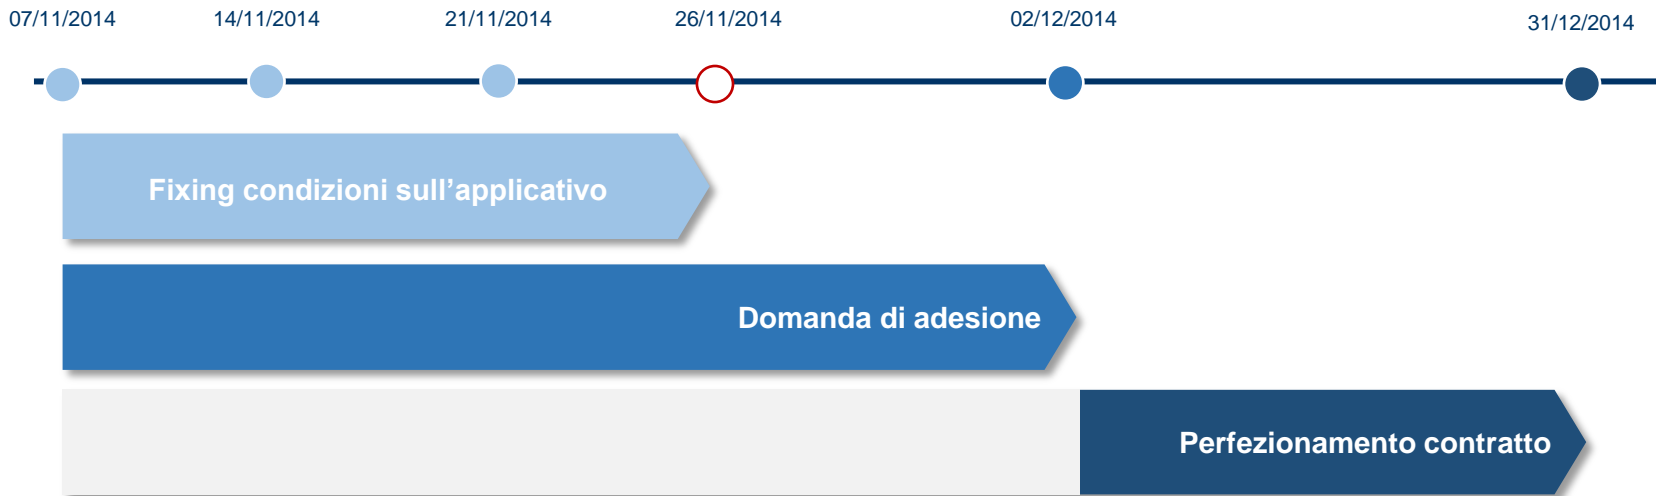 07/11/2014 14/11/2014 21/11/2014 26/11/2014 02/12/2014 31/12/2014
Fixing condizioni sull’applicativo
Domanda di adesione
Perfezionamento contratto